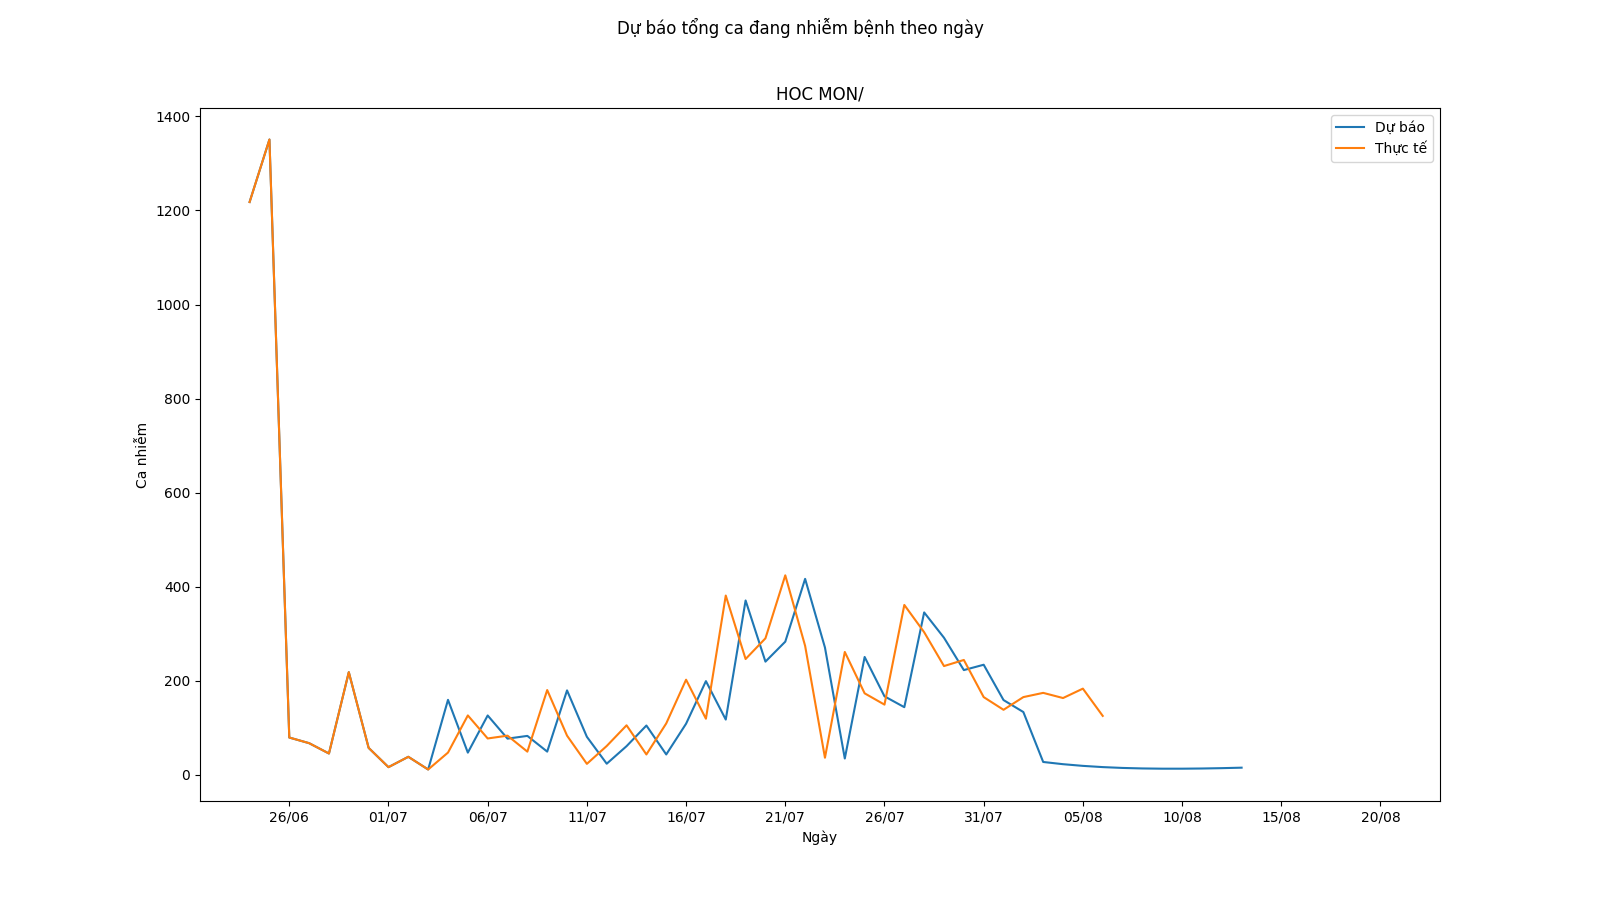 Dự báo tổng ca đang nhiễm bệnh theo ngày
HOC MON/
Dự báo
Thực tế
1400
1200
1000
800
600
400
200
0
Ca nhiễm
26/06 01/07 06/07 11/07 16/07 21/07 26/07 31/07 05/08 10/08 15/08 20/08
Ngày